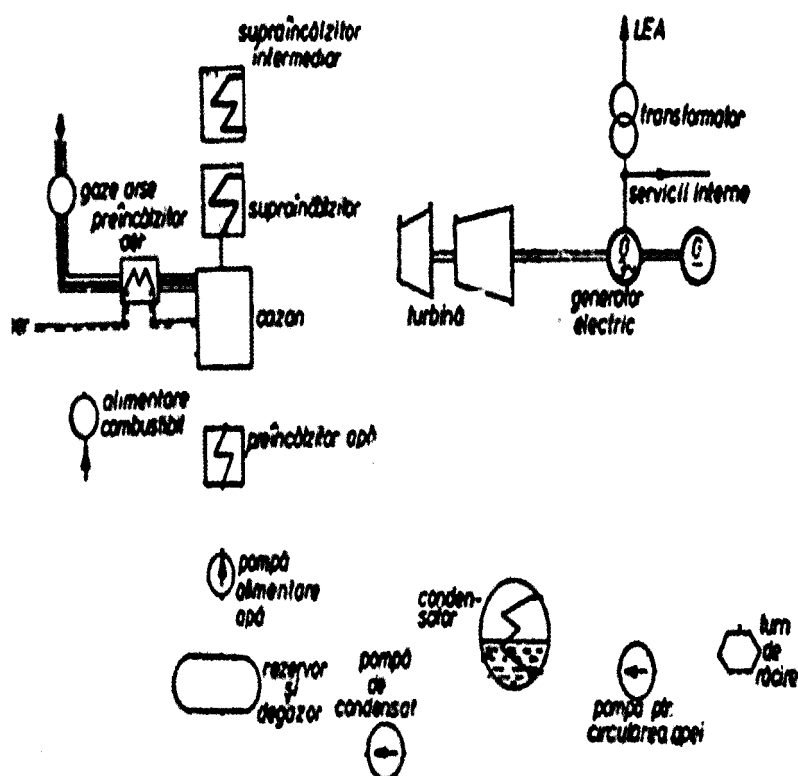 supraîncălzitor
intermediar
LEA
transformator
gaze arse
preîncălzitor
aer
supraîncălzitor
servicii interne
G
turbină
generator
electric
cazan
alimentare
combustibil
preîncălzitor apă
pompă
alimentare
apă
conden-
sator
turn
de
răcire
rezervor
și
degazor
pompă
de
condensat
pompă ptr.
circularea apei